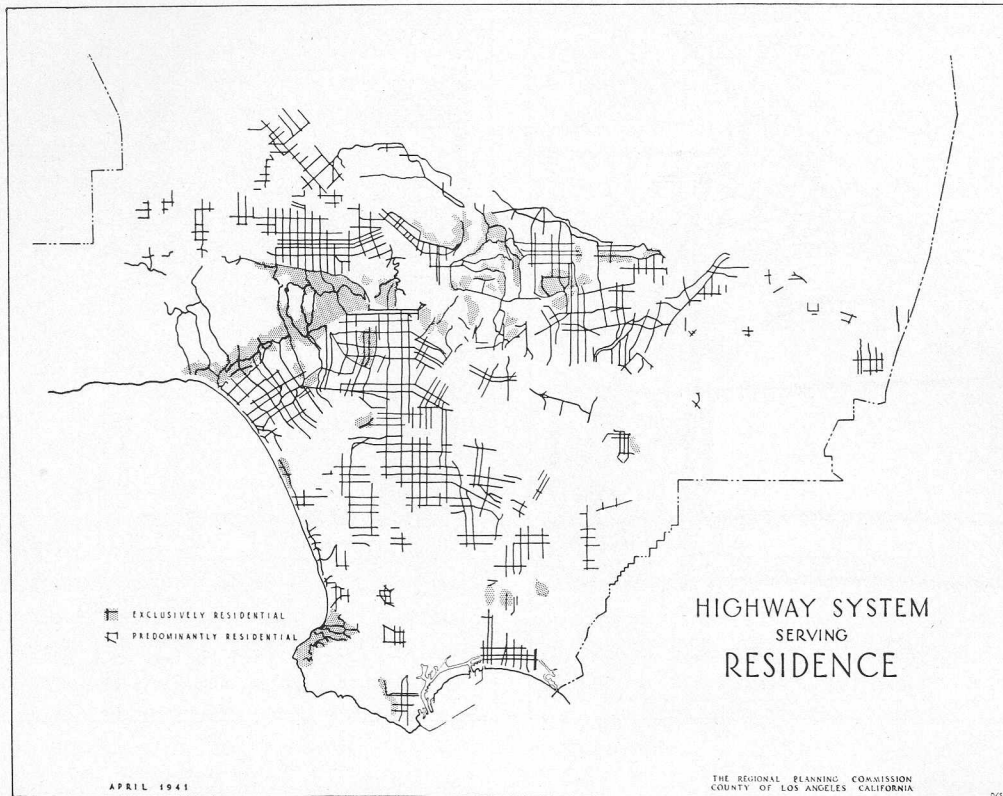 EXCLUSIVELY RESIDENTIAL
PREDOMINANTLY RESIDENTIAL
HIGHWAY SYSTEM
SERVING
RESIDENCE
APRIL 1941
THE REGIONAL PLANNING COMMISSION
COUNTY OF LOS ANGELES CALIFORNIA